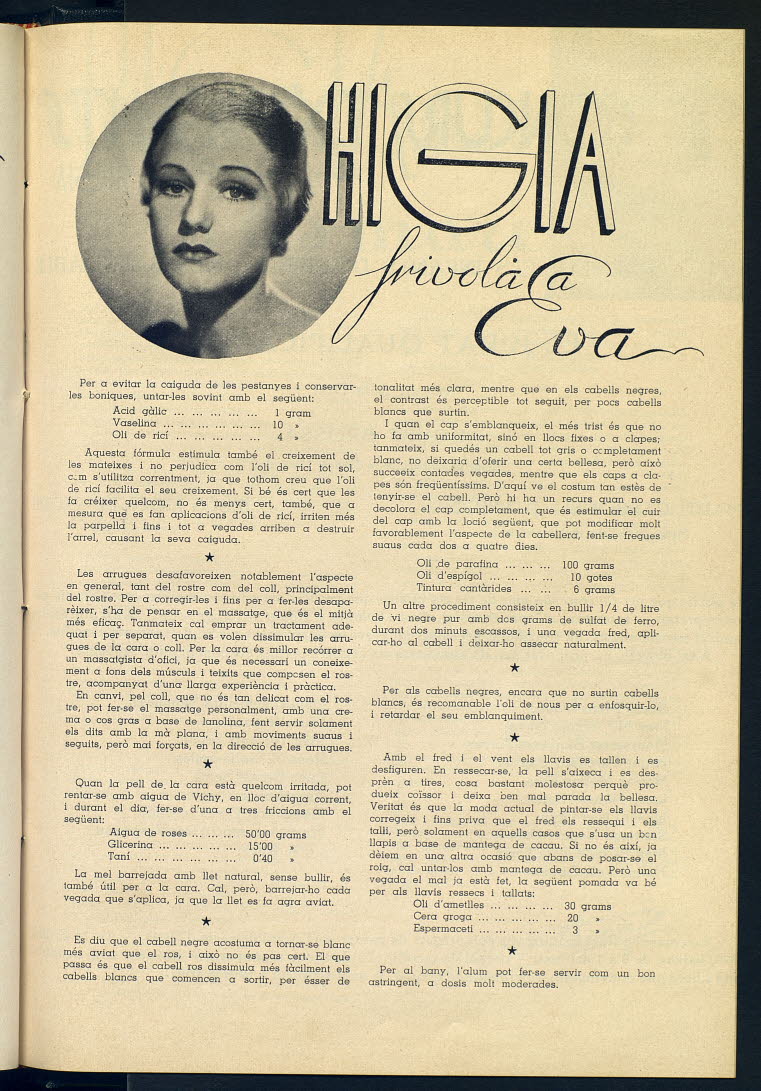 HIGIA
frivola a
Eva
Per a evitar la caiguda de les pestanyes i conservar-
les boniques, untar-les sovint amb el següent:
Acid gàlic ... ... ... ... ... 1 gram
Vaselina ... ... ... ... ... ... 10 »
Oli de ricí ... ... ... ... ... 4 »
Aquesta fórmula estimula també el creixement de
les mateixes i no perjudica com l'oli de ricí tot sol,
com s'utilitza correntment, ja que tothom creu que l'oli
de ricí facilita el seu creixement. Si bé és cert que les
fa créixer quelcom, no és menys cert, també, que a
mesura que es fan aplicacions d'oli de ricí, irriten més
la parpella i fins i tot a vegades arriben a destruir
l'arrel, causant la seva caiguda.
★
Les arrugues desafavoreixen notablement l'aspecte
en general, tant del rostre com del coll, principalment
del rostre. Per a corregir-les i fins per a fer-les desapa-
rèixer, s'ha de pensar en el massatge, que és el mitjà
més eficaç. Tanmateix cal emprar un tractament ade-
quat i per separat, quan es volen dissimular les arru-
gues de la cara o coll. Per la cara és millor recórrer a
un massatgista d'ofici, ja que és necessari un coneixe-
ment a fons dels músculs i teixits que composen el ros-
tre, acompanyat d'una llarga experiència i pràctica.
En canvi, pel coll, que no és tan delicat com el ros-
tre, pot fer-se el massatge personalment, amb una cre-
ma o cos gras a base de lanolina, fent servir solament
els dits amb la mà plana, i amb moviments suaus i
seguits, però mai forçats, en la direcció de les arrugues.
★
Quan la pell de la cara està quelcom irritada, pot
rentar-se amb aigua de Vichy, en lloc d'aigua corrent,
i durant el dia, fer-se d'una a tres friccions amb el
següent:
Aigua de roses ... ... ... 50'00 grams
Glicerina ... ... ... ... ... 15'00 »
Taní ... ... ... ... ... ... ... 0'40 »
La mel barrejada amb llet natural, sense bullir, és
també útil per a la cara. Cal, però, barrejar-ho cada
vegada que s'aplica, ja que la llet es fa agra aviat.
★
Es diu que el cabell negre acostuma a tornar-se blanc
més aviat que el ros, i això no és pas cert. El que
passa és que el cabell ros dissimula més fàcilment els
cabells blancs que comencen a sortir, per ésser de
tonalitat més clara, mentre que en els cabells negres,
el contrast és perceptible tot seguit, per pocs cabells
blancs que surtin.
I quan el cap s'emblanqueix, el més trist és que no
ho fa amb uniformitat, sinó en llocs fixes o a clapes;
tanmateix, si quedés un cabell tot gris o completament
blanc, no deixaria d'oferir una certa bellesa, però això
succeeix contades vegades, mentre que els caps a cla-
pes són freqüentíssims. D'aquí ve el costum tan estès de
tenyir-se el cabell. Però hi ha un recurs quan no es
decolora el cap completament, que és estimular el cuir
del cap amb la loció següent, que pot modificar molt
favorablement l'aspecte de la cabellera, fent-se fregues
suaus cada dos a quatre dies.
Oli de parafina ... ... ... 100 grams
Oli d'espígol ... ... ... ... 10 gotes
Tintura cantàrides ... ... 6 grams
Un altre procediment consisteix en bullir 1/4 de litre
de vi negre pur amb dos grams de sulfat de ferro,
durant dos minuts escassos, i una vegada fred, apli-
car-ho al cabell i deixar-ho assecar naturalment.
★
Per als cabells negres, encara que no surtin cabells
blancs, és recomanable l'oli de nous per a enfosquir-lo,
i retardar el seu emblanquiment.
★
Amb el fred i el vent els llavis es tallen i es
desfiguren. En ressecar-se, la pell s'aixeca i es des-
prèn a tires, cosa bastant molestosa perquè pro-
dueix coïssor i deixa ben mal parada la bellesa.
Veritat és que la moda actual de pintar-se els llavis
corregeix i fins priva que el fred els ressequi i els
talli, però solament en aquells casos que s'usa un bon
llapis a base de mantega de cacau. Si no és així, ja
dèiem en una altra ocasió que abans de posar-se el
roig, cal untar-los amb mantega de cacau. Però una
vegada el mal ja està fet, la següent pomada va bé
per als llavis ressecs i tallats:
Oli d'ametlles ... ... ... ... 30 grams
Cera groga ... ... ... ... ... 20 »
Espermaceti ... ... ... ... ... 3 »
★
Per al bany, l'alum pot fer-se servir com un bon
astringent, a dosis molt moderades.